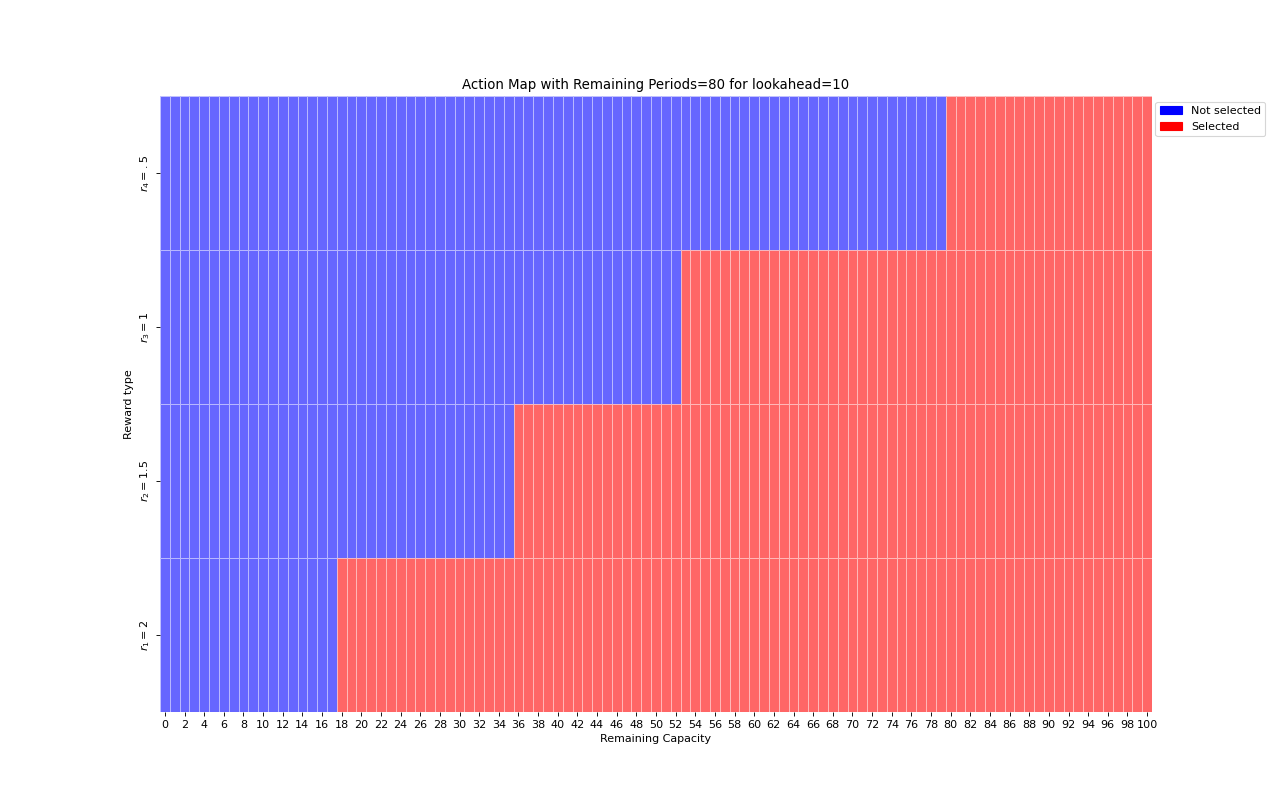 Action Map with Remaining Periods=80 for lookahead=10
Not selected
Selected
r₄ = .5
r₃ = 1
r₂ = 1.5
r₁ = 2
Reward type
0 2 4 6 8 10 12 14 16 18 20 22 24 26 28 30 32 34 36 38 40 42 44 46 48 50 52 54 56 58 60 62 64 66 68 70 72 74 76 78 80 82 84 86 88 90 92 94 96 98 100
Remaining Capacity